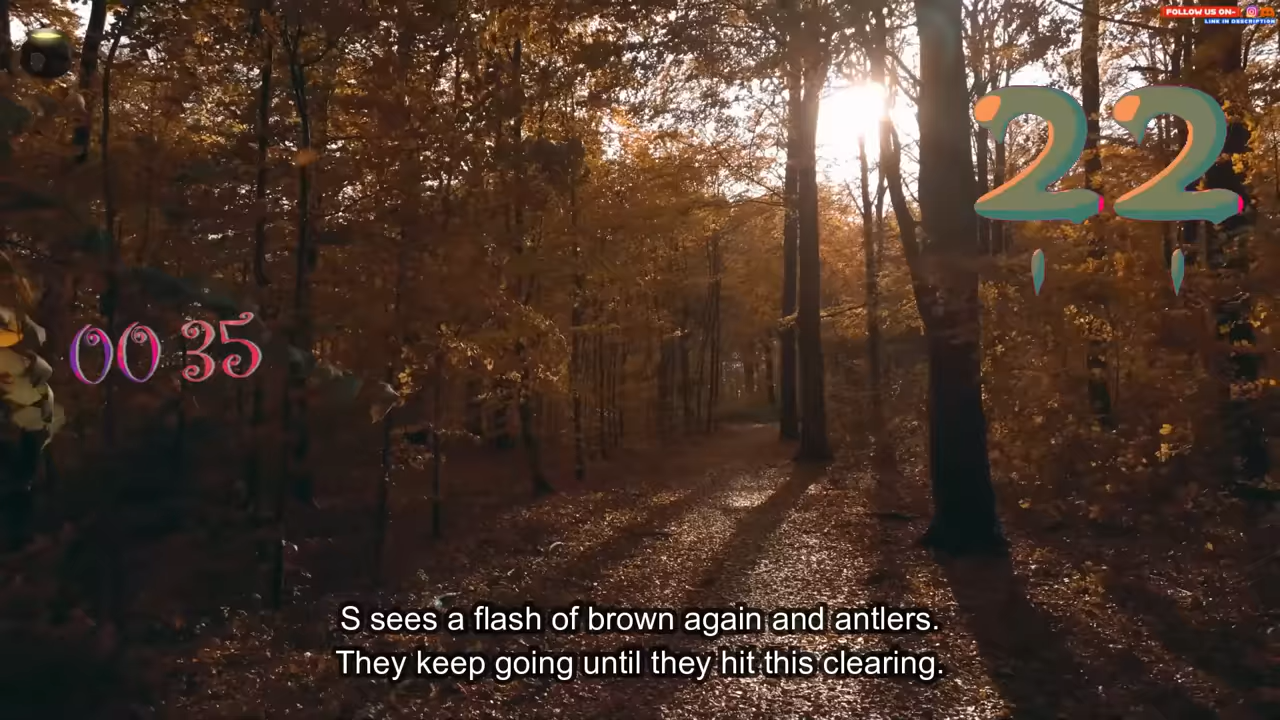 FOLLOW US ON-
LINK IN DESCRIPTION
22
00 35
S sees a flash of brown again and antlers.
They keep going until they hit this clearing.